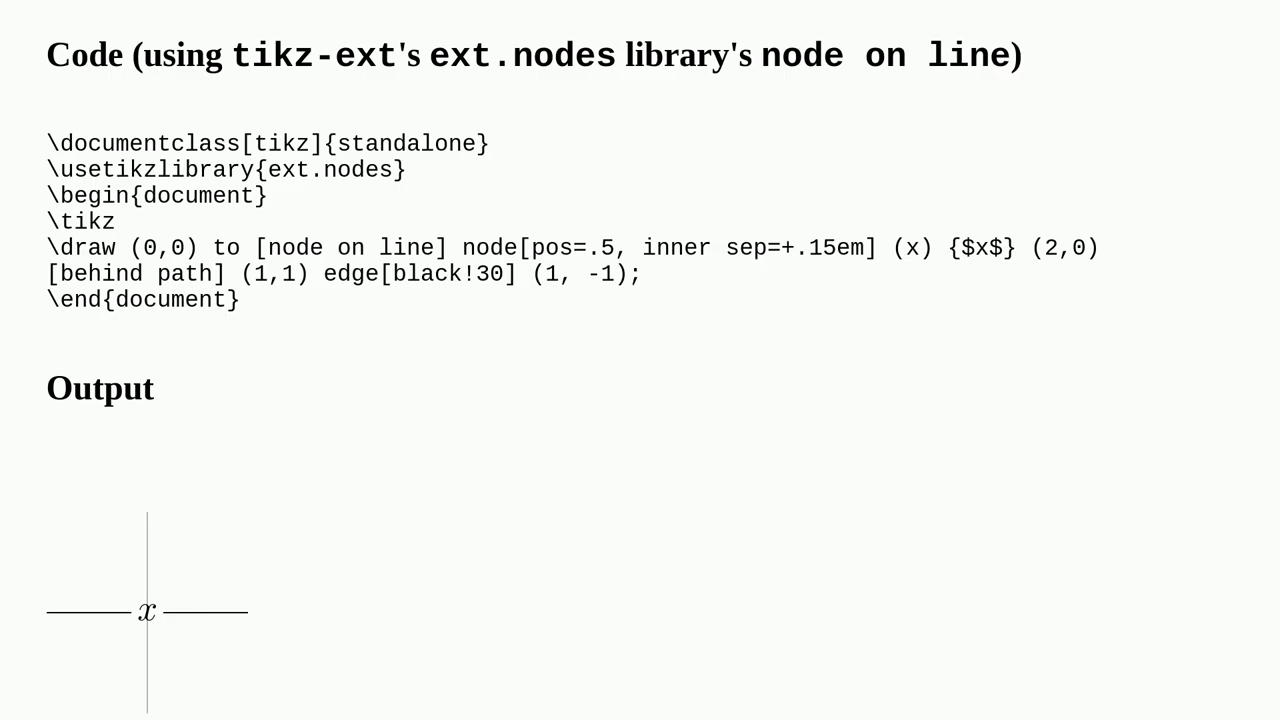 Code (using tikz-ext's ext.nodes library's node on line)
\documentclass[tikz]{standalone}
\usetikzlibrary{ext.nodes}
\begin{document}
\tikz
\draw (0,0) to [node on line] node[pos=.5, inner sep=+.15em] (x) {$x$} (2,0)
[behind path] (1,1) edge[black!30] (1, -1);
\end{document}
Output
x